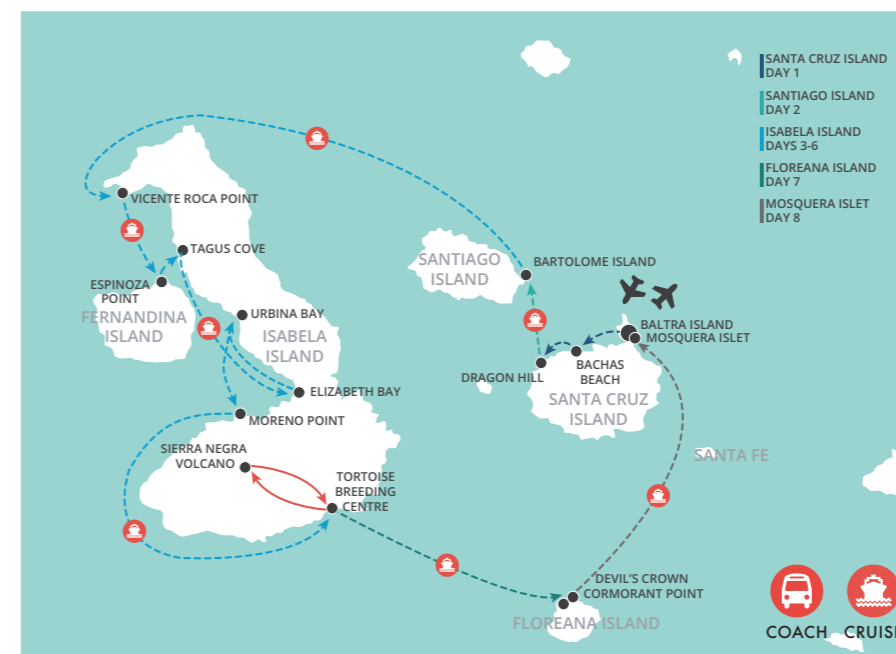 SANTA CRUZ ISLAND
DAY 1
SANTIAGO ISLAND
DAY 2
ISABELA ISLAND
DAYS 3-6
FLOREANA ISLAND
DAY 7
MOSQUERA ISLET
DAY 8
VICENTE ROCA POINT
TAGUS COVE
ESPINOZA
POINT
FERNANDINA
ISLAND
URBINA BAY
ISABELA
ISLAND
ELIZABETH BAY
MORENO POINT
SIERRA NEGRA
VOLCANO
TORTOISE
BREEDING
CENTRE
SANTIAGO
ISLAND
BARTOLOME ISLAND
BALTRA ISLAND
MOSQUERA ISLET
DRAGON HILL
BACHAS
BEACH
SANTA CRUZ
ISLAND
SANTA FE
DEVIL'S CROWN
CORMORANT POINT
FLOREANA ISLAND
COACH
CRUISE